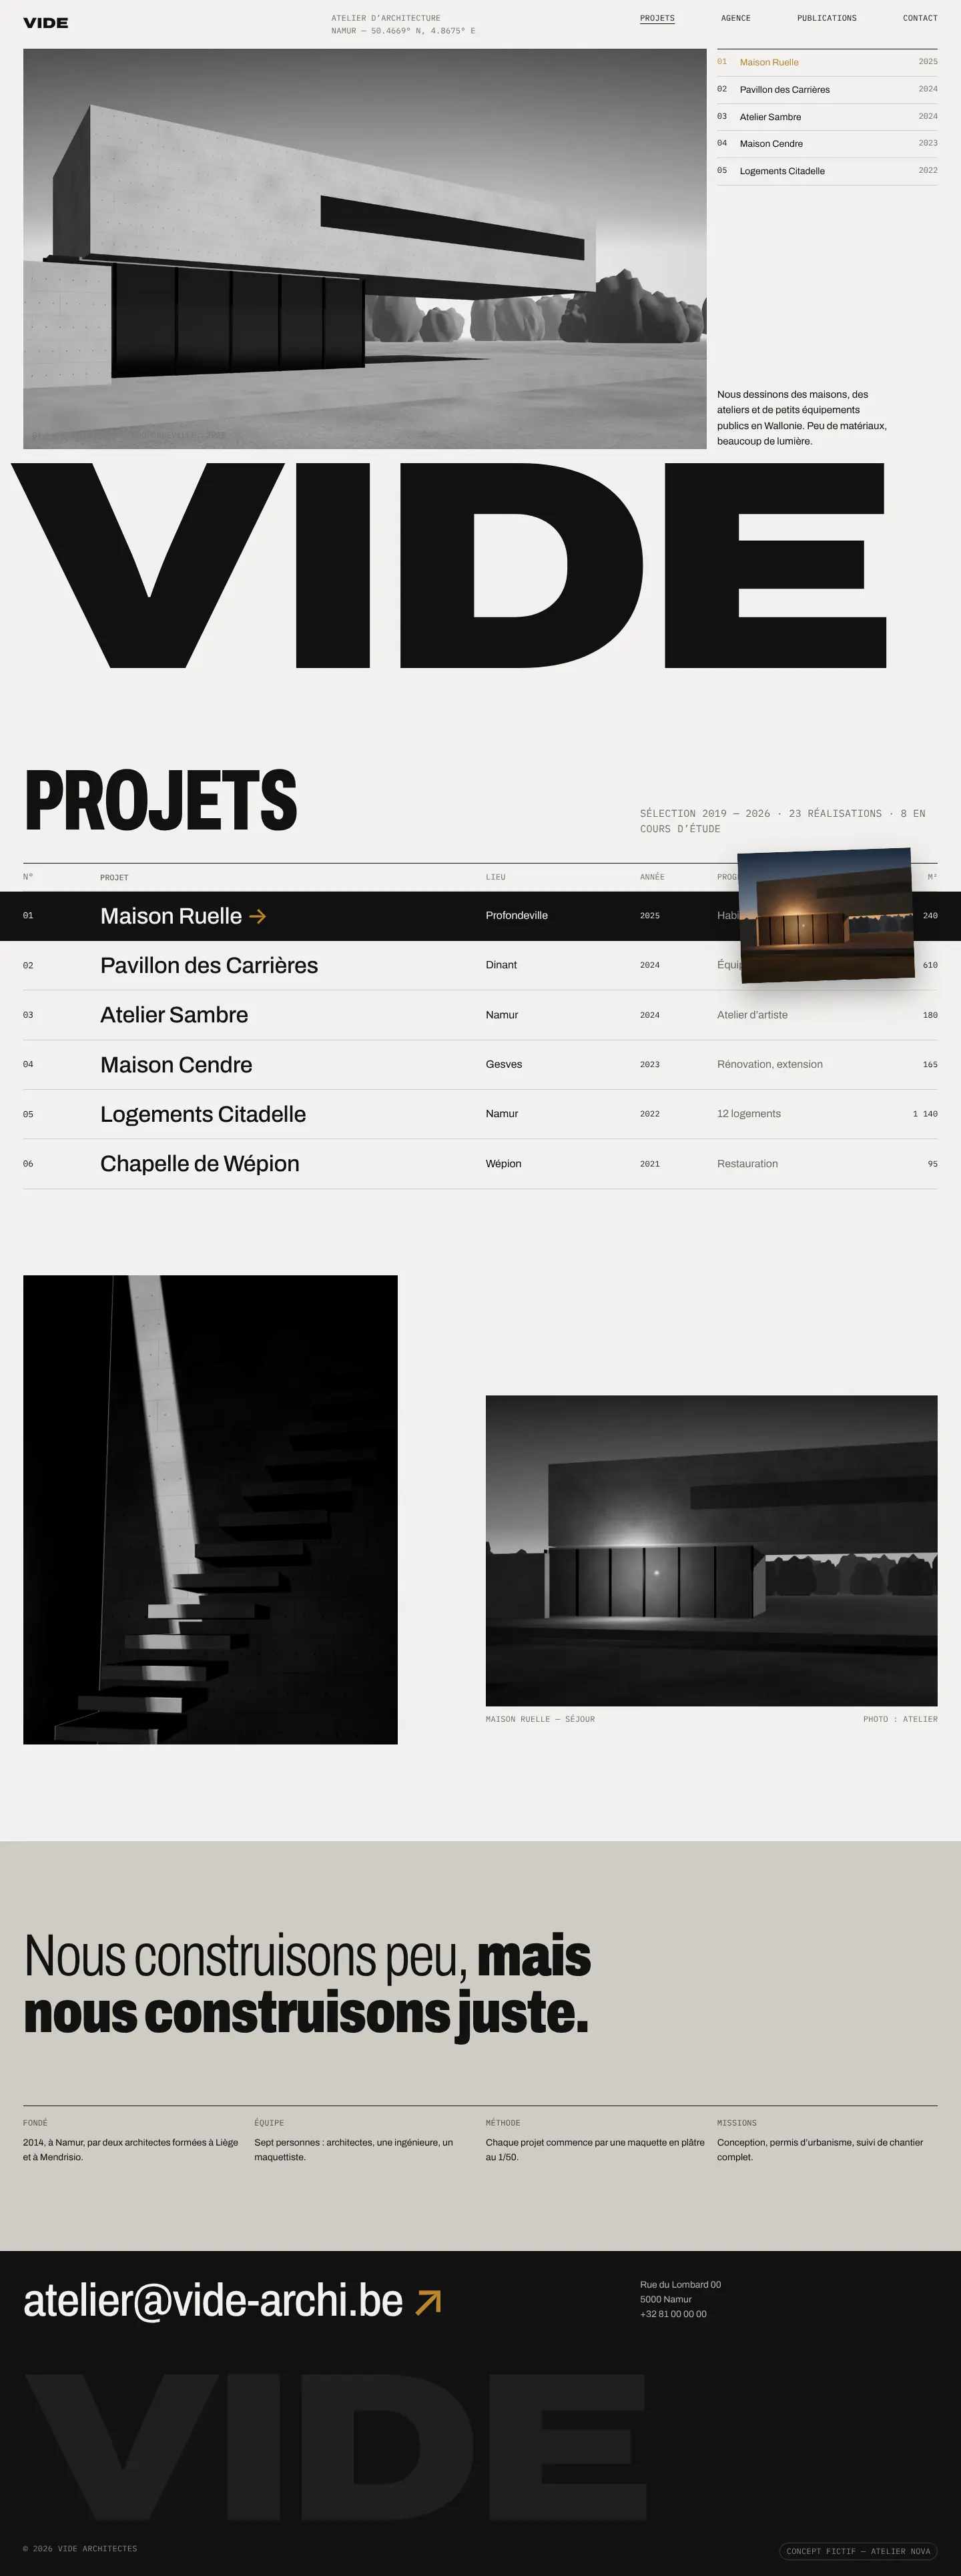 VIDE
ATELIER D’ARCHITECTURE
NAMUR — 50.4669° N, 4.8675° E
PROJETS
AGENCE
PUBLICATIONS
CONTACT
01 Maison Ruelle 2025
02 Pavillon des Carrières 2024
03 Atelier Sambre 2024
04 Maison Cendre 2023
05 Logements Citadelle 2022
Nous dessinons des maisons, des
ateliers et de petits équipements
publics en Wallonie. Peu de matériaux,
beaucoup de lumière.
VIDE
PROJETS
SÉLECTION 2019 — 2026 · 23 RÉALISATIONS · 8 EN
COURS D’ÉTUDE
N° PROJET LIEU ANNÉE PROG M²
01 Maison Ruelle → Profondeville 2025 Habi 240
02 Pavillon des Carrières Dinant 2024 Équip 610
03 Atelier Sambre Namur 2024 Atelier d’artiste 180
04 Maison Cendre Gesves 2023 Rénovation, extension 165
05 Logements Citadelle Namur 2022 12 logements 1 140
06 Chapelle de Wépion Wépion 2021 Restauration 95
MAISON RUELLE — SÉJOUR
PHOTO : ATELIER
Nous construisons peu, mais
nous construisons juste.
FONDÉ
2014, à Namur, par deux architectes formées à Liège
et à Mendrisio.
ÉQUIPE
Sept personnes : architectes, une ingénieure, un
maquettiste.
MÉTHODE
Chaque projet commence par une maquette en plâtre
au 1/50.
MISSIONS
Conception, permis d’urbanisme, suivi de chantier
complet.
atelier@vide-archi.be ↗
Rue du Lombard 00
5000 Namur
+32 81 00 00 00
VIDE
© 2026 VIDE ARCHITECTES
CONCEPT FICTIF — ATELIER NOVA